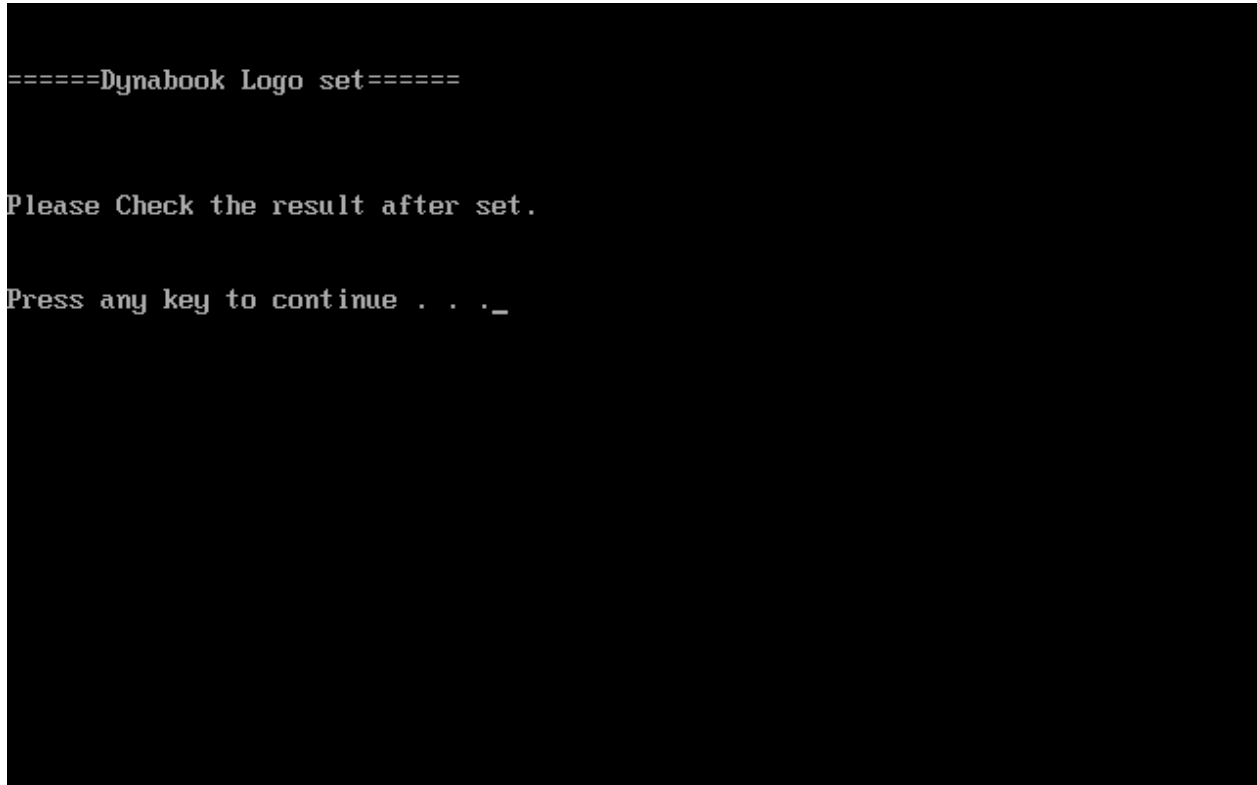 ======Dynabook Logo set======
Please Check the result after set.
Press any key to continue . . ._